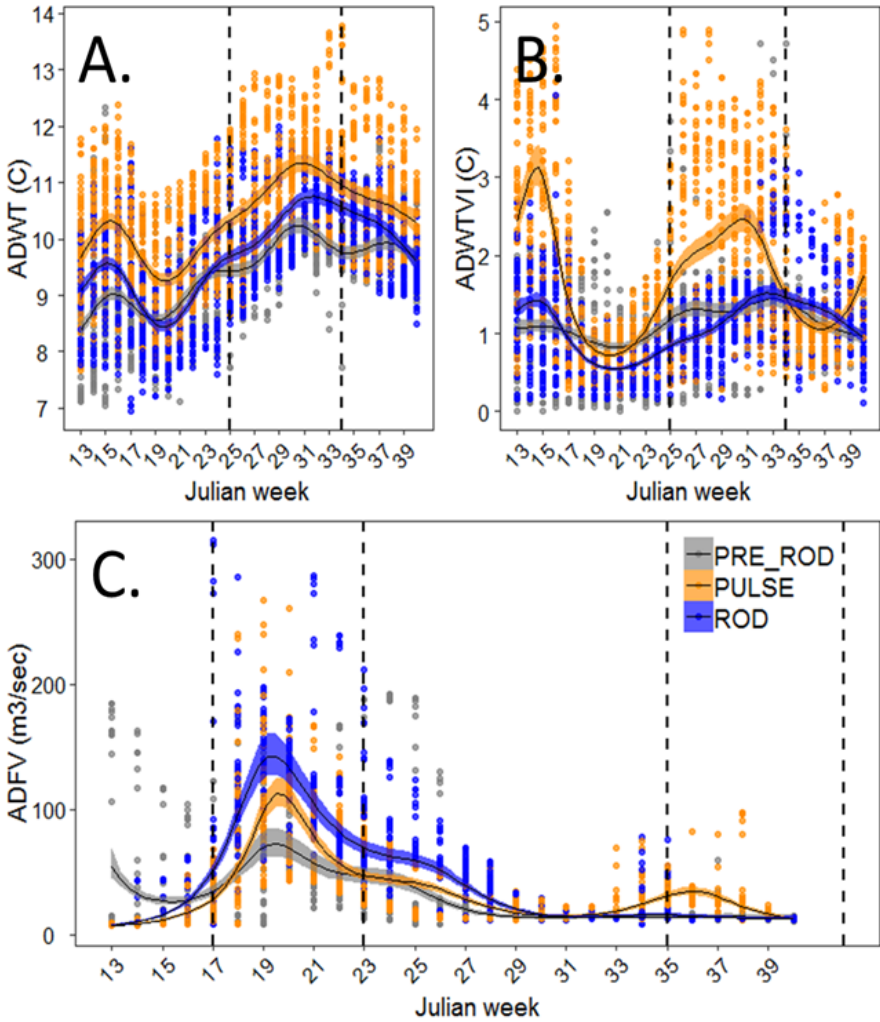 A.
ADWT (C)
14
13
12
11
10
9
8
7
13 15 17 19 21 23 25 27 29 31 33 35 37 39
Julian week
B.
ADWTVI (C)
5
4
3
2
1
0
13 15 17 19 21 23 25 27 29 31 33 35 37 39
Julian week
C.
ADFV (m3/sec)
300
200
100
0
PRE_ROD
PULSE
ROD
13 15 17 19 21 23 25 27 29 31 33 35 37 39
Julian week